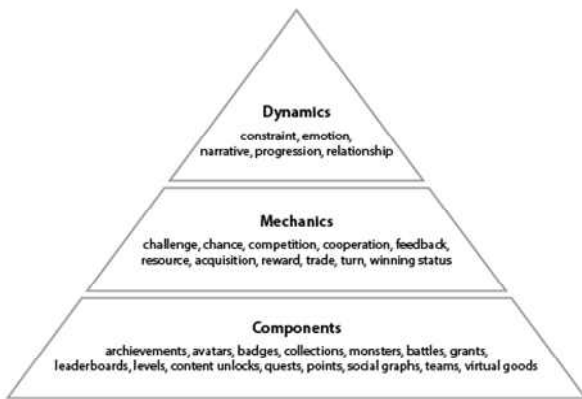 Dynamics
constraint, emotion,
narrative, progression, relationship
Mechanics
challenge, chance, competition, cooperation, feedback,
resource, acquisition, reward, trade, turn, winning status
Components
archievements, avatars, badges, collections, monsters, battles, grants,
leaderboards, levels, content unlocks, quests, points, social graphs, teams, virtual goods